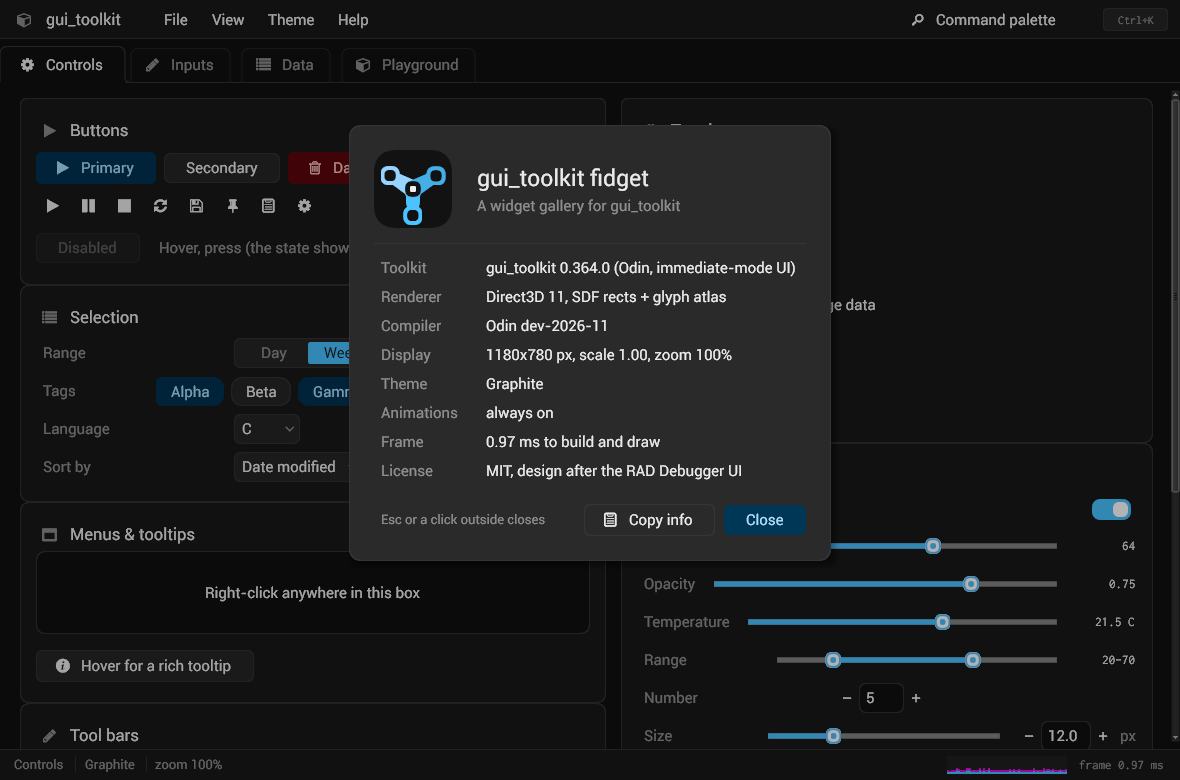 gui_toolkit File View Theme Help Command palette Ctrl+K
Controls Inputs Data Playground
Buttons
Primary Secondary
Disabled Hover, press (the state show
Selection
Range Day
Tags Alpha Beta
Language C
Sort by Date modified
Menus & tooltips
Right-click anywhere in this box
Hover for a rich tooltip
Tool bars
gui_toolkit fidget
A widget gallery for gui_toolkit
Toolkit gui_toolkit 0.364.0 (Odin, immediate-mode UI)
Renderer Direct3D 11, SDF rects + glyph atlas
Compiler Odin dev-2026-11
Display 1180x780 px, scale 1.00, zoom 100%
Theme Graphite
Animations always on
Frame 0.97 ms to build and draw
License MIT, design after the RAD Debugger UI
Esc or a click outside closes Copy info Close
data
64
Opacity 0.75
Temperature 21.5 C
Range 20-70
Number − 5 +
Size − 12.0 + px
Controls Graphite zoom 100% frame 0.97 ms